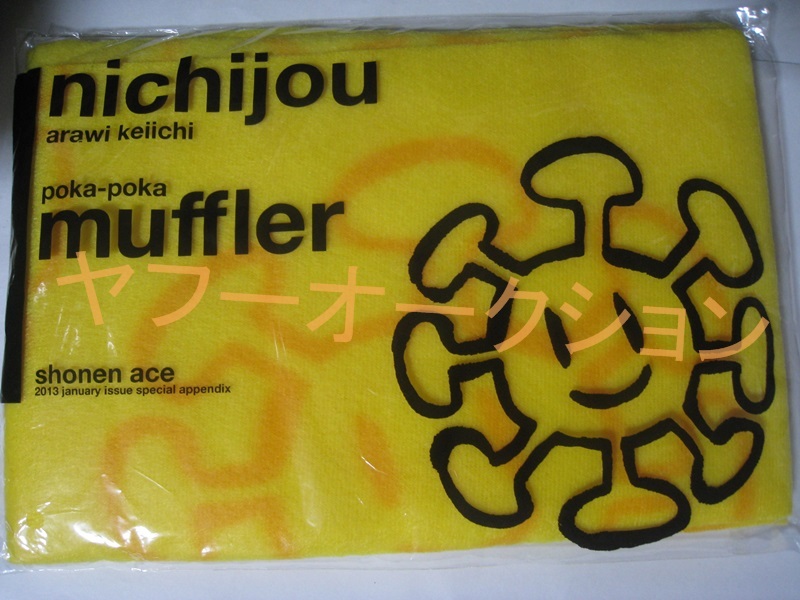 nichijou
arawi keiichi
poka-poka
muffler
ヤフーオークション
shonen ace
2013 january issue special appendix